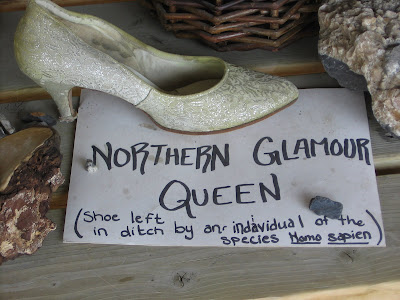 NORTHERN GLAMOUR
QUEEN
(Shoe left
in ditch by an individual of the
species Homo sapien)